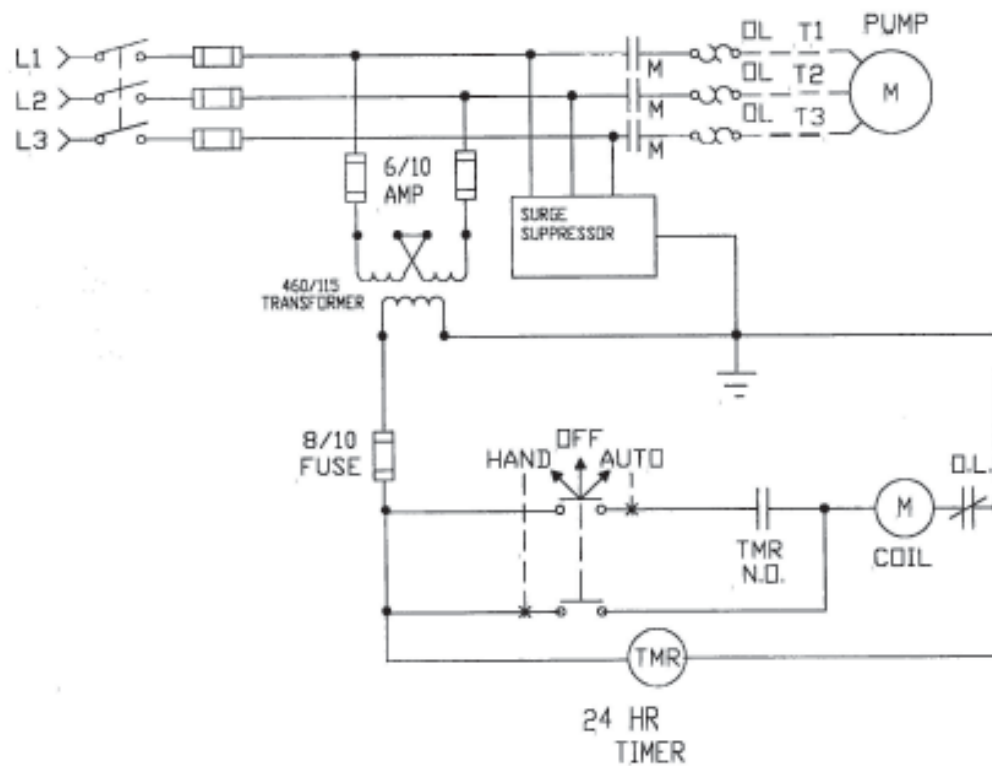 PUMP
OL T1
L1
M
OL T2
L2
M
M
OL T3
L3
M
6/10
AMP
SURGE
SUPPRESSOR
460/115
TRANSFORMER
8/10
FUSE
OFF
HAND
AUTO
O.L.
M
TMR
N.O.
COIL
TMR
24 HR
TIMER